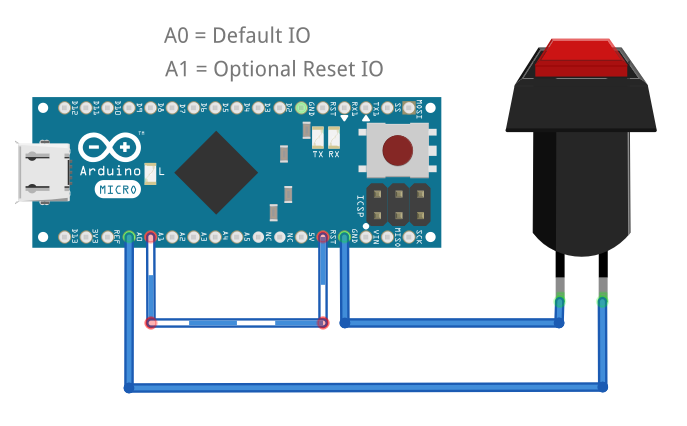 A0 = Default IO
A1 = Optional Reset IO
D12 D11 D10 D9 D8 D7 D6 D5 D4 D3 D2 GND RST RX1 TX1 SS MOSI
TM
TX RX
Arduino
L
MICRO
ICSP
D13 3V3 REF A0 A1 A2 A3 A4 A5 NC NC 5V RST GND VIN MISO SCK